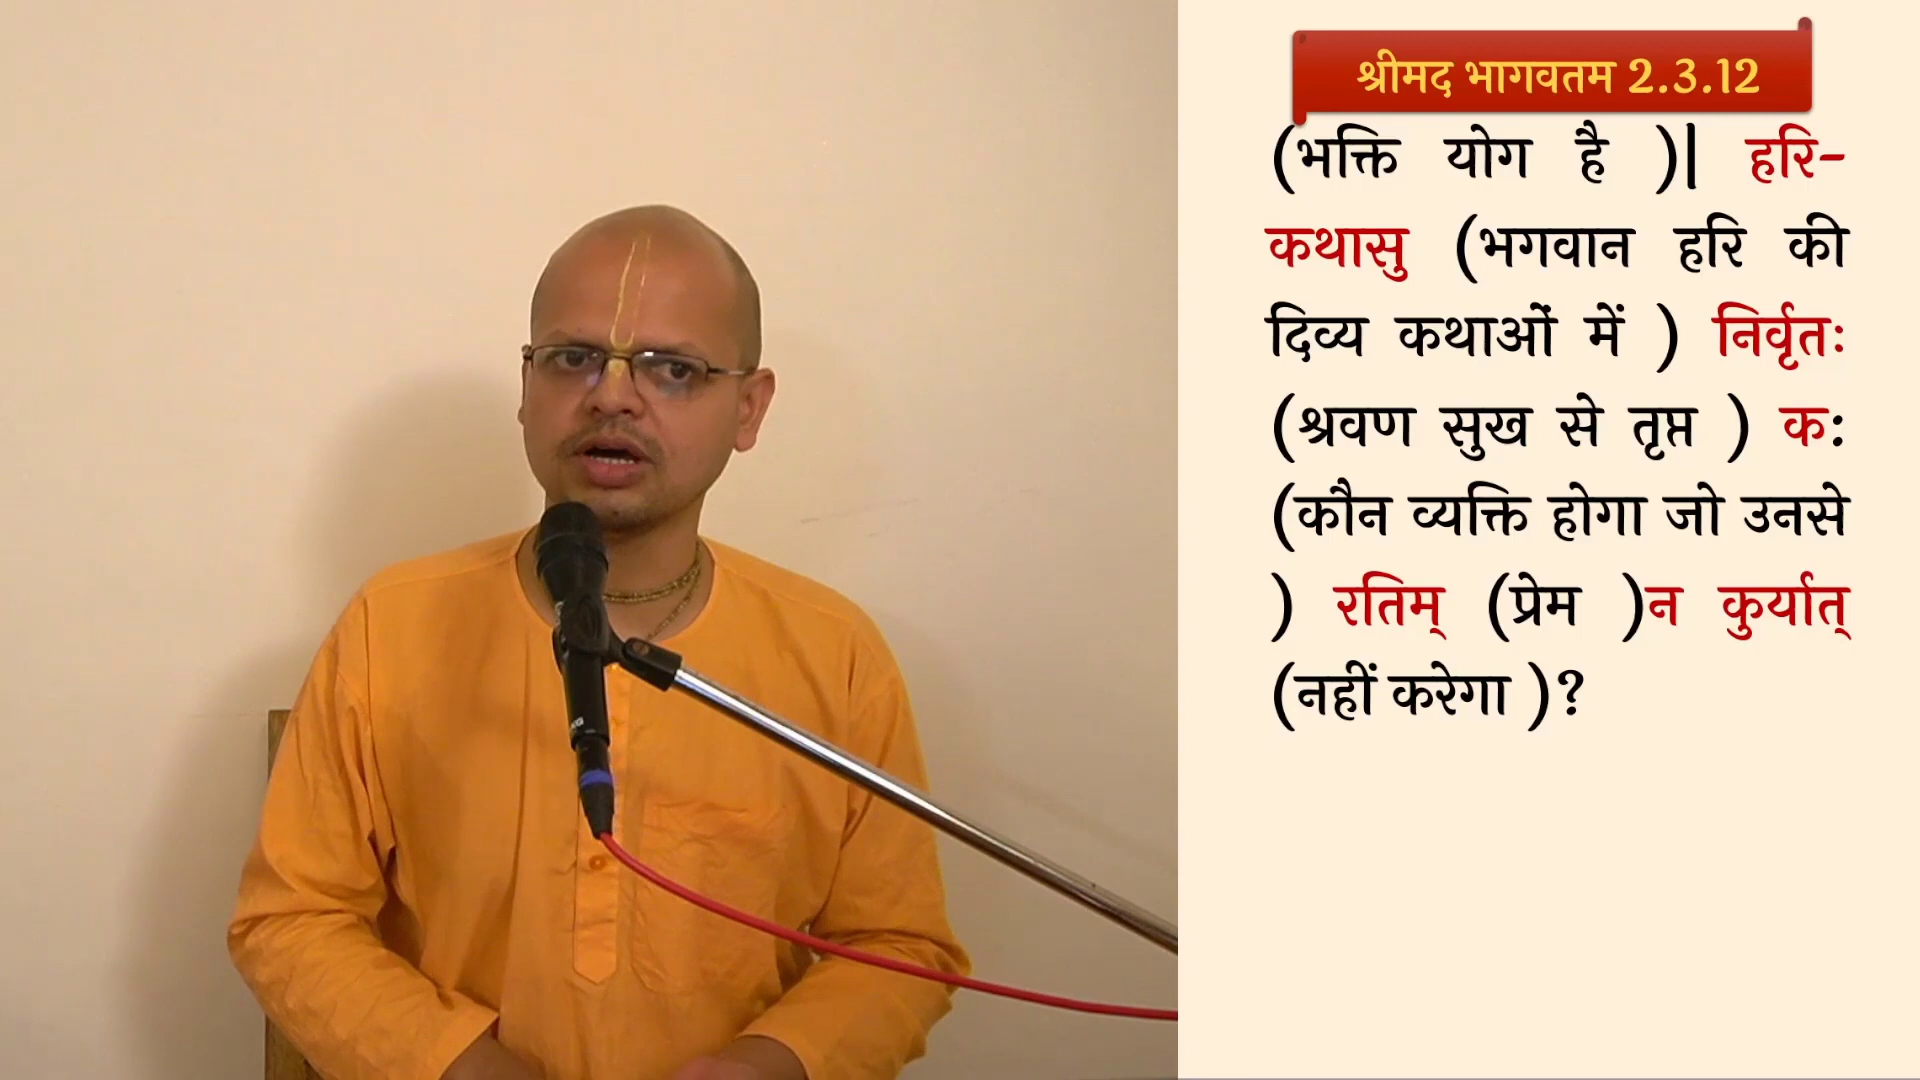 श्रीमद भागवतम 2.3.12
(भक्ति योग है )| हरि-
कथासु (भगवान हरि की
दिव्य कथाओं में ) निर्वृतः
(श्रवण सुख से तृप्त ) कः
(कौन व्यक्ति होगा जो उनसे
) रतिम् (प्रेम )न कुर्यात्
(नहीं करेगा )?